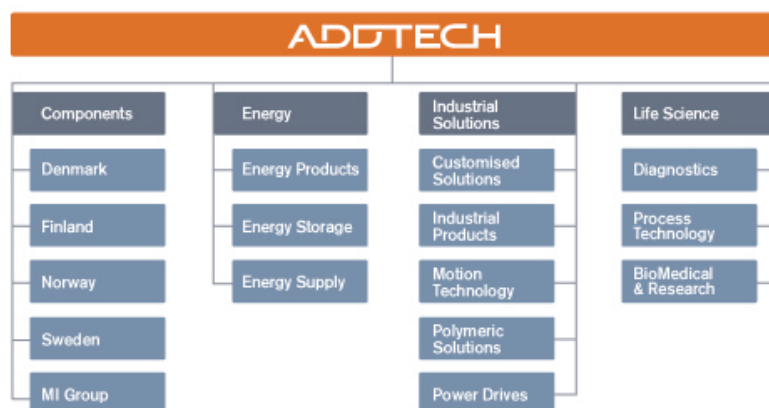 ADDTECH
Components
Denmark
Finland
Norway
Sweden
MI Group
Energy
Energy Products
Energy Storage
Energy Supply
Industrial
Solutions
Customised
Solutions
Industrial
Products
Motion
Technology
Polymeric
Solutions
Power Drives
Life Science
Diagnostics
Process
Technology
BioMedical
& Research